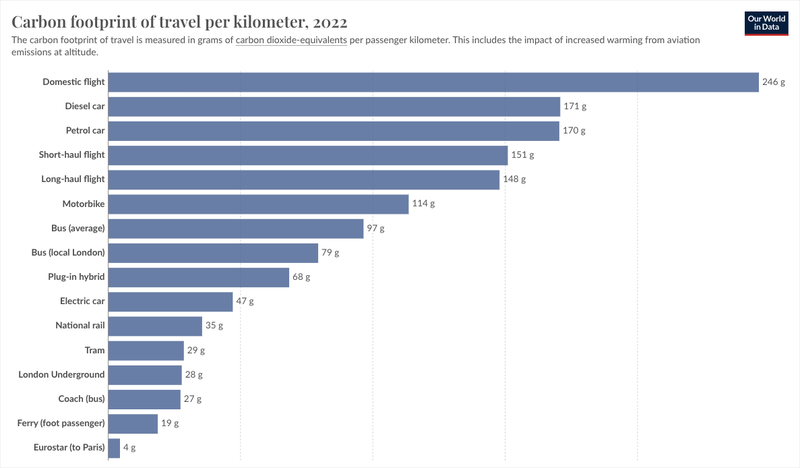 Carbon footprint of travel per kilometer, 2022
Our World
in Data
The carbon footprint of travel is measured in grams of carbon dioxide-equivalents per passenger kilometer. This includes the impact of increased warming from aviation
emissions at altitude.
Domestic flight 246 g
Diesel car 171 g
Petrol car 170 g
Short-haul flight 151 g
Long-haul flight 148 g
Motorbike 114 g
Bus (average) 97 g
Bus (local London) 79 g
Plug-in hybrid 68 g
Electric car 47 g
National rail 35 g
Tram 29 g
London Underground 28 g
Coach (bus) 27 g
Ferry (foot passenger) 19 g
Eurostar (to Paris) 4 g